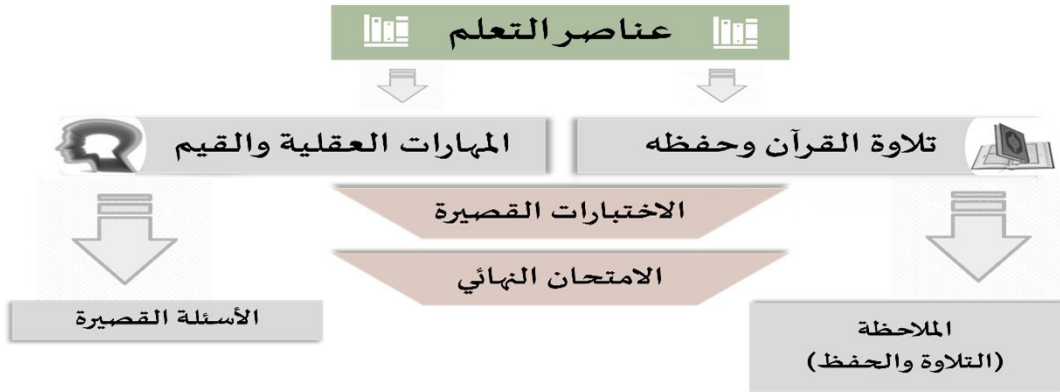 عناصر التعلم
تلاوة القرآن وحفظه
المهارات العقلية والقيم
الاختبارات القصيرة
الامتحان النهائي
الملاحظة
(التلاوة والحفظ)
الأسئلة القصيرة